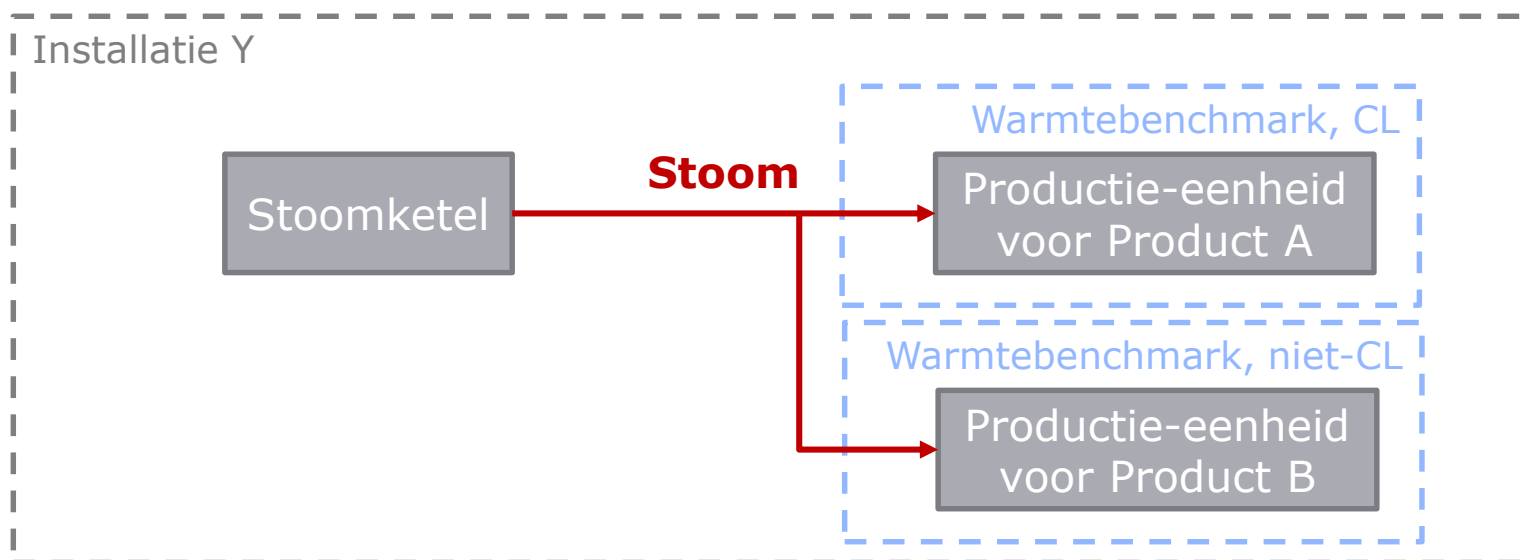 Installatie Y
Warmtebenchmark, CL
Stoom
Stoomketel
Productie-eenheid
voor Product A
Warmtebenchmark, niet-CL
Productie-eenheid
voor Product B